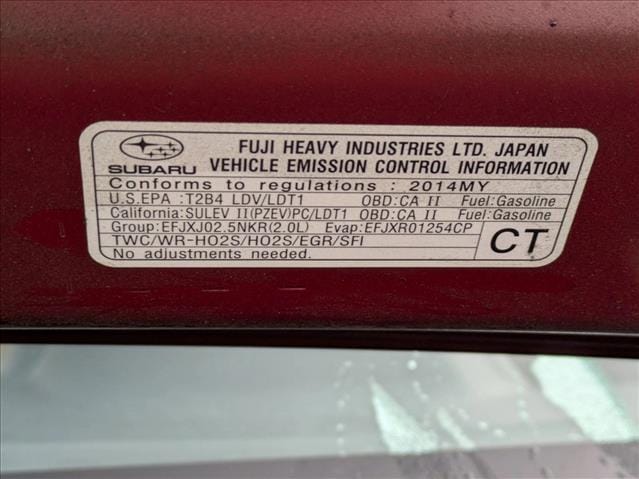 SUBARU
FUJI HEAVY INDUSTRIES LTD. JAPAN
VEHICLE EMISSION CONTROL INFORMATION
Conforms to regulations : 2014MY
U.S.EPA :T2B4 LDV/LDT1 OBD:CA II Fuel:Gasoline
California:SULEV II(PZEV)PC/LDT1 OBD:CA II Fuel:Gasoline
Group:EFJXJ02.5NKR(2.0L) Evap:EFJXR01254CP
TWC/WR-HO2S/HO2S/EGR/SFI
No adjustments needed.
CT